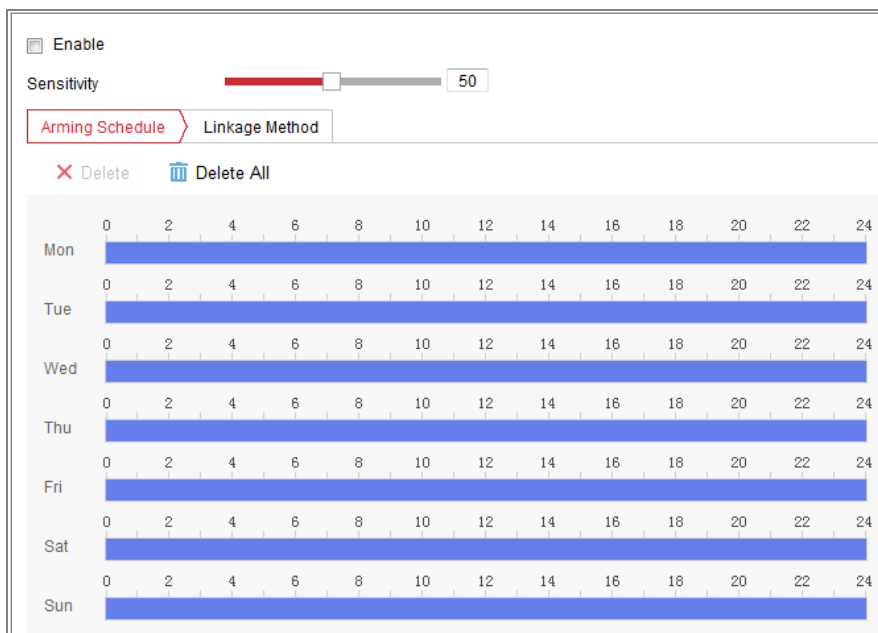 Enable
Sensitivity 50
Arming Schedule Linkage Method
Delete Delete All
0 2 4 6 8 10 12 14 16 18 20 22 24
Mon
0 2 4 6 8 10 12 14 16 18 20 22 24
Tue
0 2 4 6 8 10 12 14 16 18 20 22 24
Wed
0 2 4 6 8 10 12 14 16 18 20 22 24
Thu
0 2 4 6 8 10 12 14 16 18 20 22 24
Fri
0 2 4 6 8 10 12 14 16 18 20 22 24
Sat
0 2 4 6 8 10 12 14 16 18 20 22 24
Sun